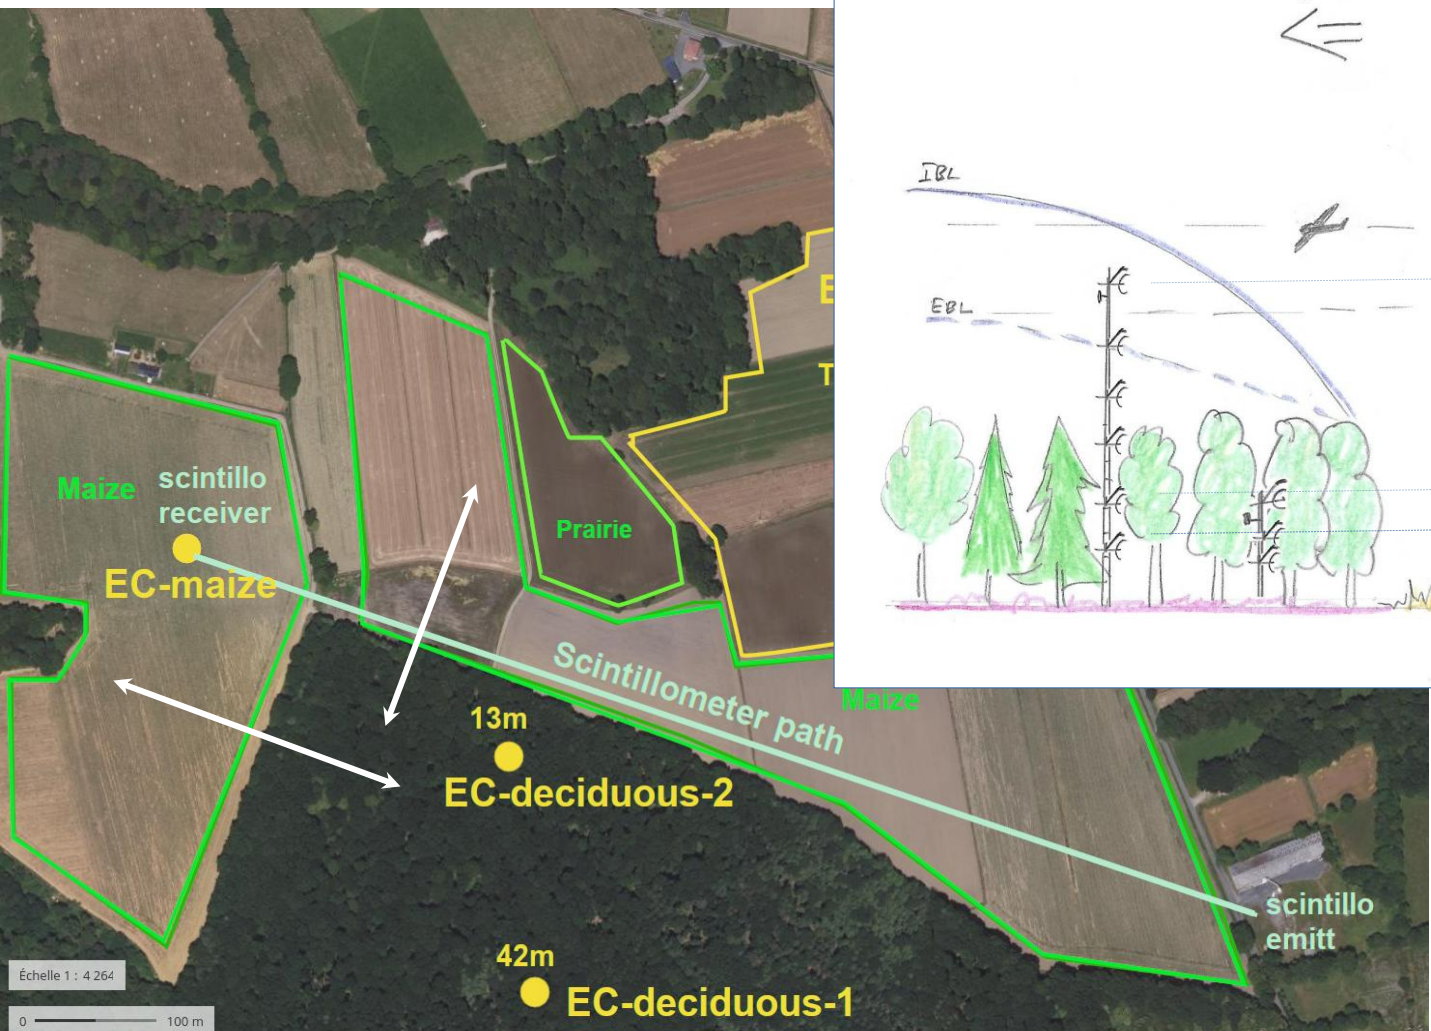 IBL
EBL
E
T
Maize
scintillo
receiver
EC-maize
Prairie
Scintillometer path
Maize
13m
EC-deciduous-2
scintillo
emitt
42m
EC-deciduous-1
Échelle 1 : 4 264
0 100 m